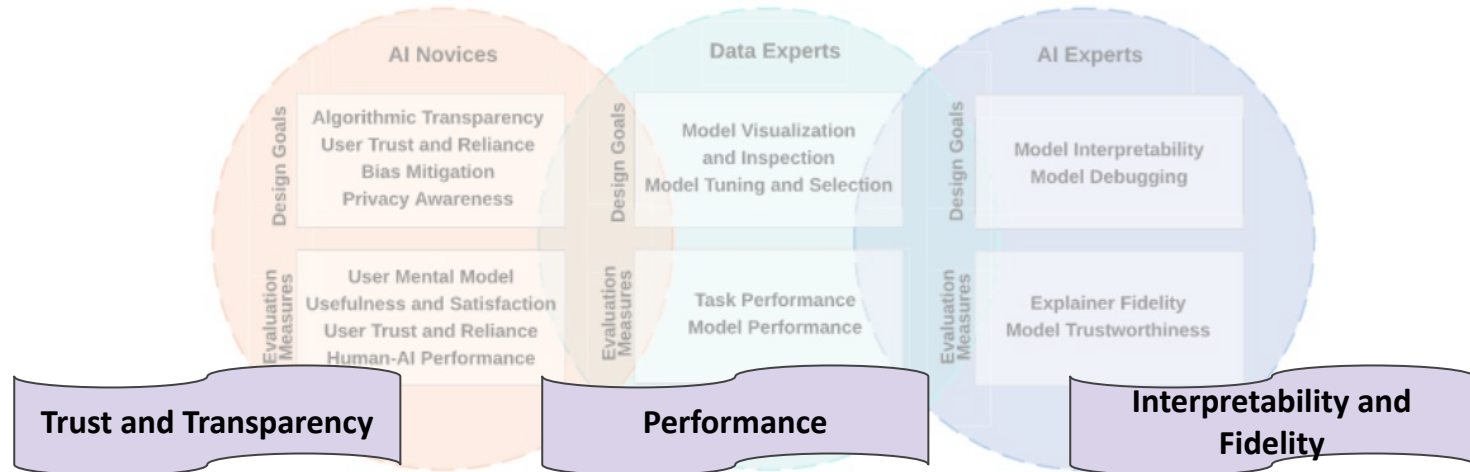 AI Novices
Design Goals
Algorithmic Transparency
User Trust and Reliance
Bias Mitigation
Privacy Awareness
Evaluation
Measures
User Mental Model
Usefulness and Satisfaction
User Trust and Reliance
Human-AI Performance
Data Experts
Design Goals
Model Visualization
and Inspection
Model Tuning and Selection
Evaluation
Measures
Task Performance
Model Performance
AI Experts
Design Goals
Model Interpretability
Model Debugging
Evaluation
Measures
Explainer Fidelity
Model Trustworthiness
Trust and Transparency
Performance
Interpretability and
Fidelity